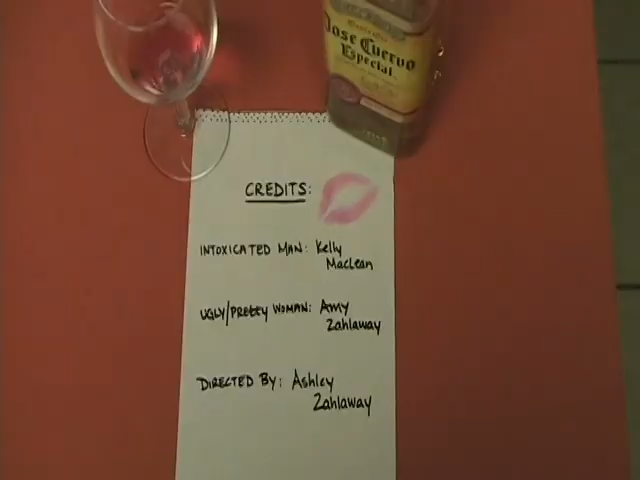 Jose Cuervo
Especial
CREDITS:
INTOXICATED MAN: Kelly
MacLean
UGLY/PRETTY WOMAN: Amy
Zahlaway
DIRECTED BY: Ashley
Zahlaway